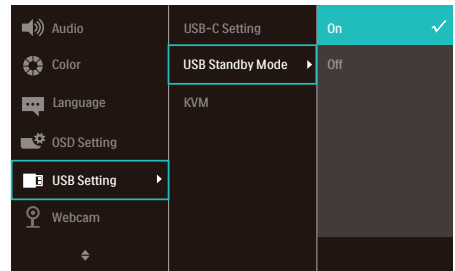 Audio
Color
Language
OSD Setting
USB Setting
Webcam
USB-C Setting
USB Standby Mode
KVM
On
Off